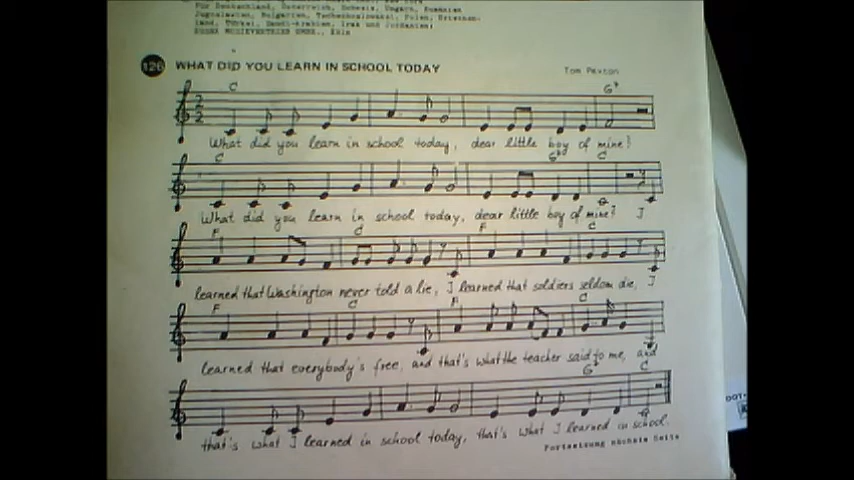 Für Deutschland, Österreich, Schweiz, Ungarn, Rumänien
Jugoslawien, Bulgarien, Tschechoslowakei, Polen, Griechen-
land, Türkei, Saudi-Arabien, Iran und Jordanien:
MUSIKVERTRIEB GMBH., Köln
126 WHAT DID YOU LEARN IN SCHOOL TODAY Tom Paxton
C G7
What did you learn in school today, dear little boy of mine?
C G7 C
What did you learn in school today, dear little boy of mine? I
F C F C
learned that Washington never told a lie, I learned that soldiers seldom die, I
F C F C
learned that everybody's free, and that's what the teacher said to me, and
G7 C
that's what I learned in school today, that's what I learned in school.
Fortsetzung nächste Seite
DOT